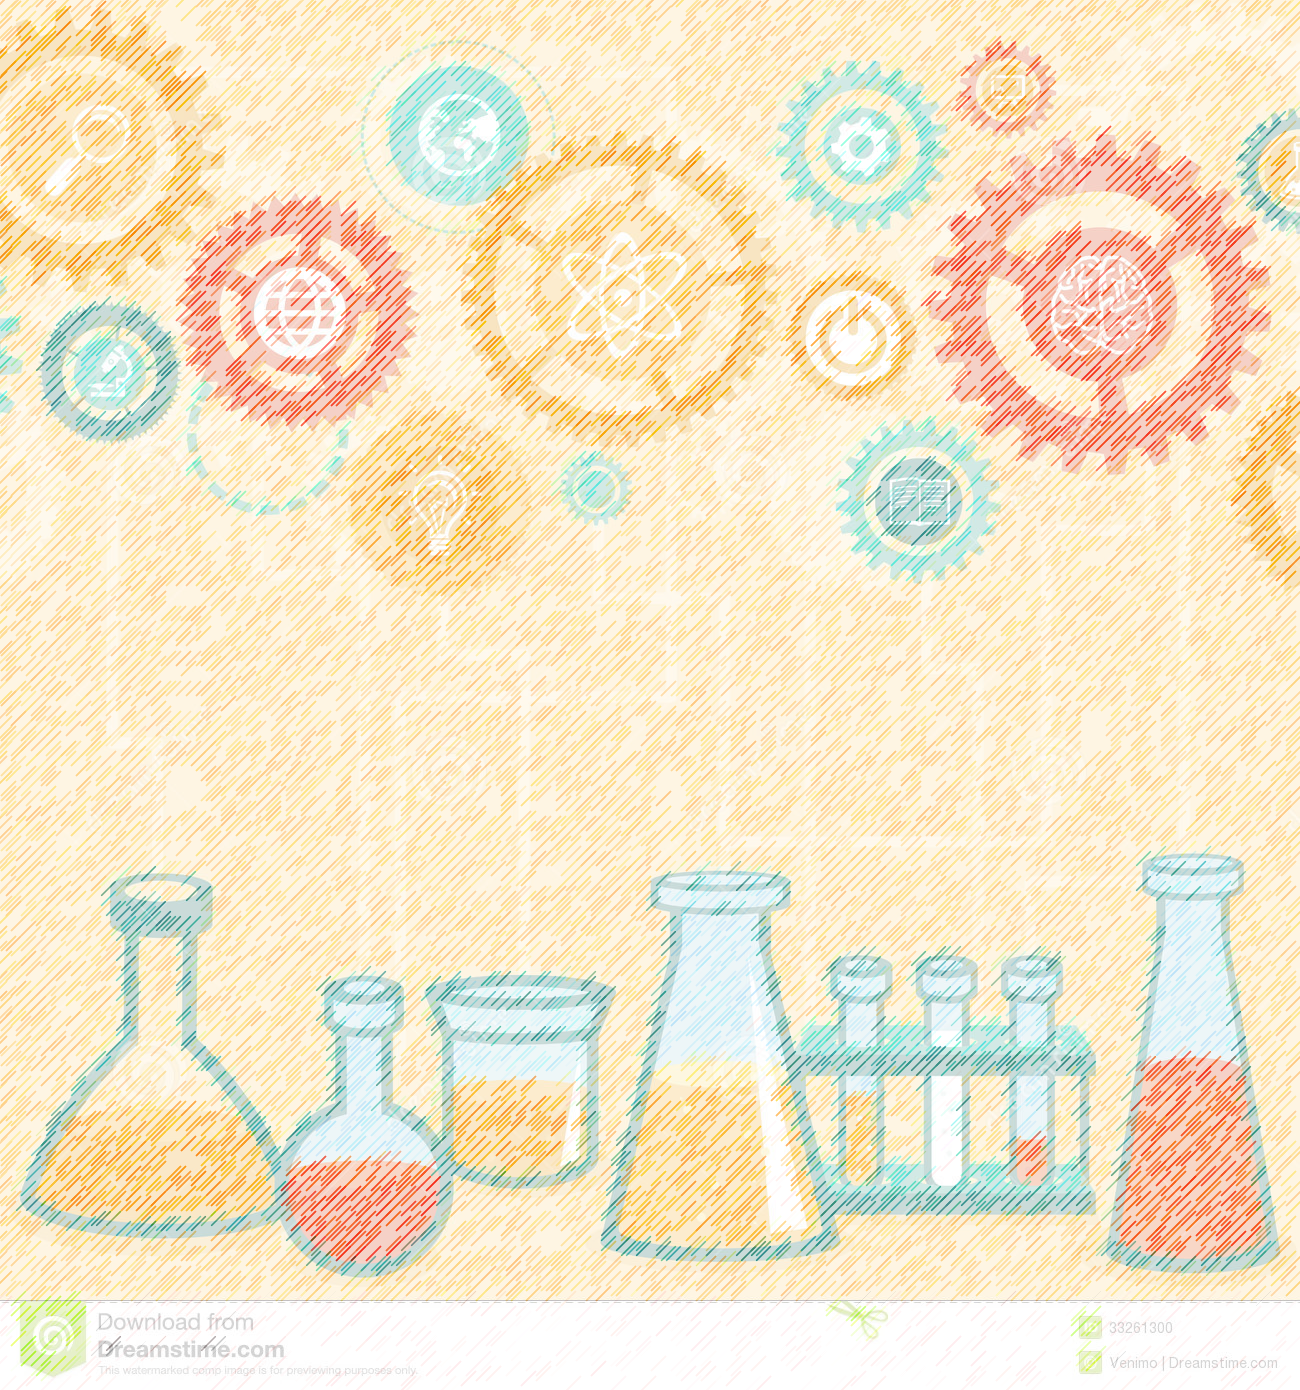 Download from
Dreamstime.com
This watermarked comp image is for previewing purposes only.
33261300
Venimo | Dreamstime.com